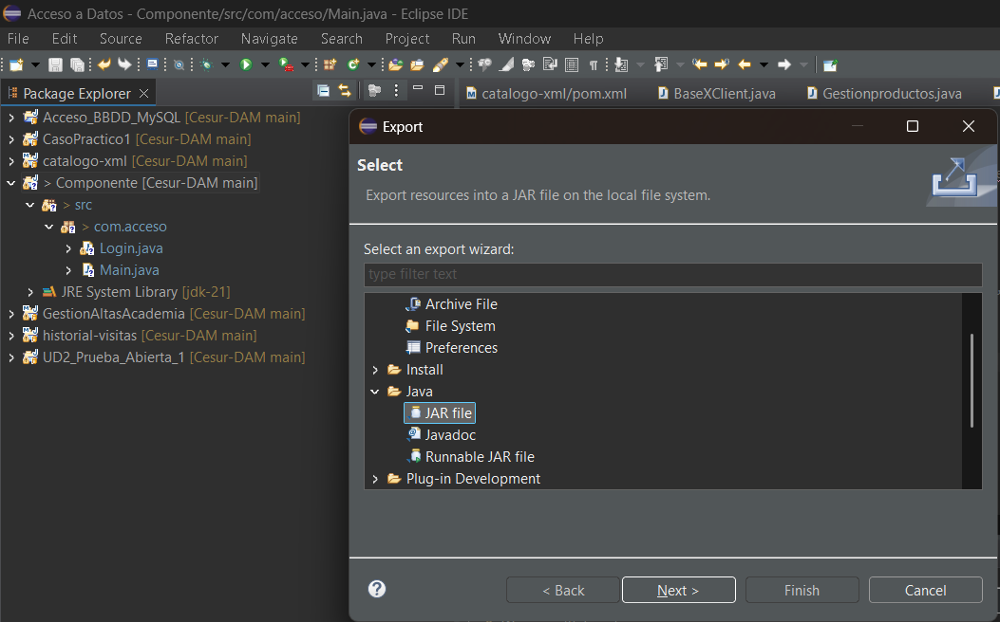 Acceso a Datos - Componente/src/com/acceso/Main.java - Eclipse IDE
File Edit Source Refactor Navigate Search Project Run Window Help
Package Explorer
catalogo-xml/pom.xml BaseXClient.java Gestionproductos.java
Acceso_BBDD_MySQL [Cesur-DAM main]
CasoPractico1 [Cesur-DAM main]
catalogo-xml [Cesur-DAM main]
> Componente [Cesur-DAM main]
> src
> com.acceso
Login.java
Main.java
JRE System Library [jdk-21]
GestionAltasAcademia [Cesur-DAM main]
historial-visitas [Cesur-DAM main]
UD2_Prueba_Abierta_1 [Cesur-DAM main]
Export
Select
Export resources into a JAR file on the local file system.
Select an export wizard:
type filter text
Archive File
File System
Preferences
Install
Java
JAR file
Javadoc
Runnable JAR file
Plug-in Development
< Back Next > Finish Cancel